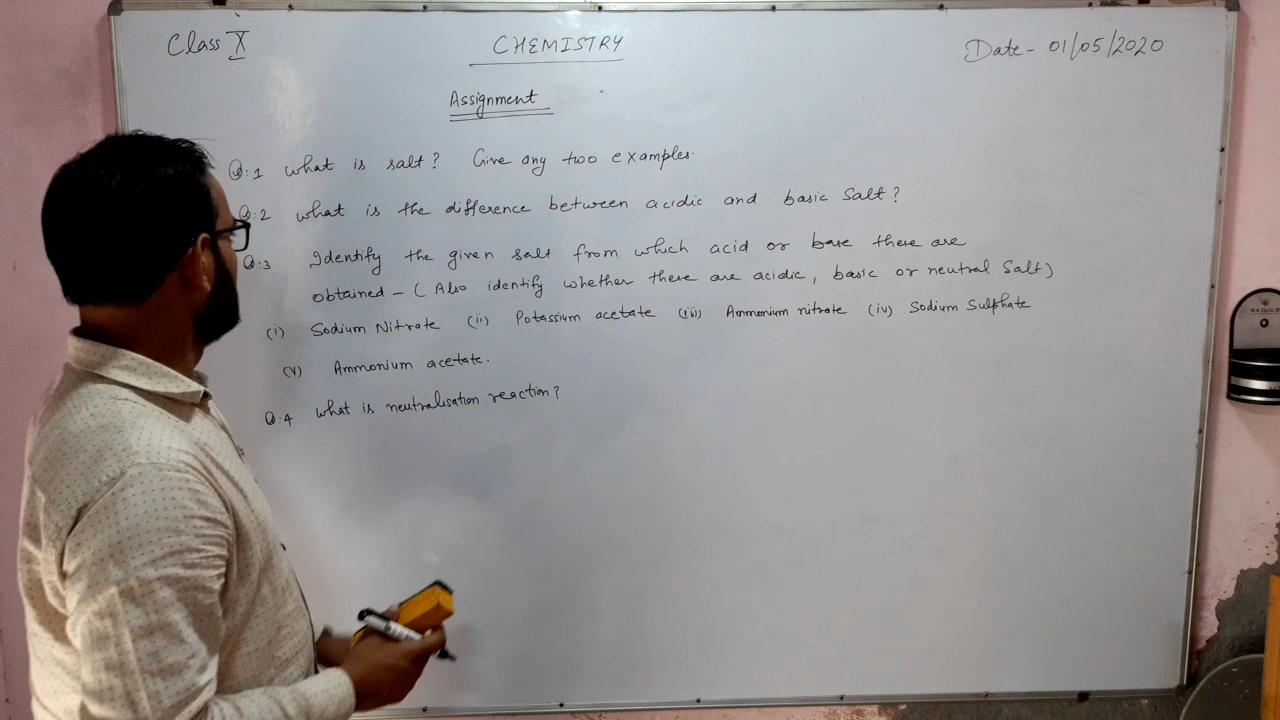 Class X
CHEMISTRY
Date - 01/05/2020
Assignment
Q:1 what is salt? Give any two examples.
Q:2 what is the difference between acidic and basic salt?
Q:3 Identify the given salt from which acid or base there are
obtained - (Also identify whether there are acidic, basic or neutral salt)
(i) Sodium Nitrate (ii) Potassium acetate (iii) Ammonium nitrate (iv) Sodium Sulphate
(v) Ammonium acetate.
Q:4 what is neutralisation reaction?
RADIUS